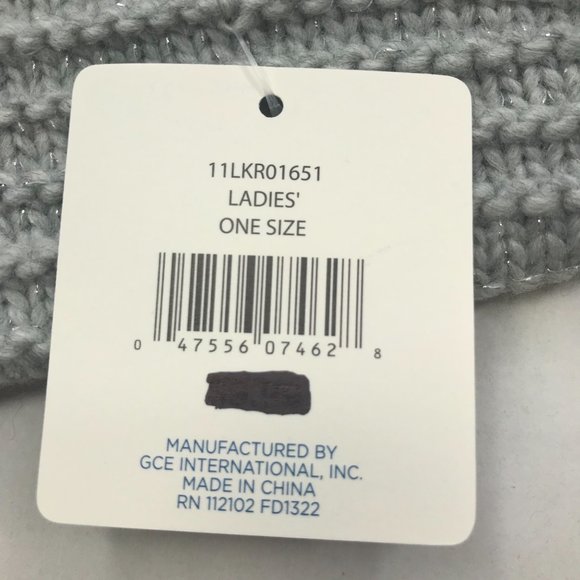 11LKR01651
LADIES'
ONE SIZE
0 47556 07462 8
MANUFACTURED BY
GCE INTERNATIONAL, INC.
MADE IN CHINA
RN 112102 FD1322